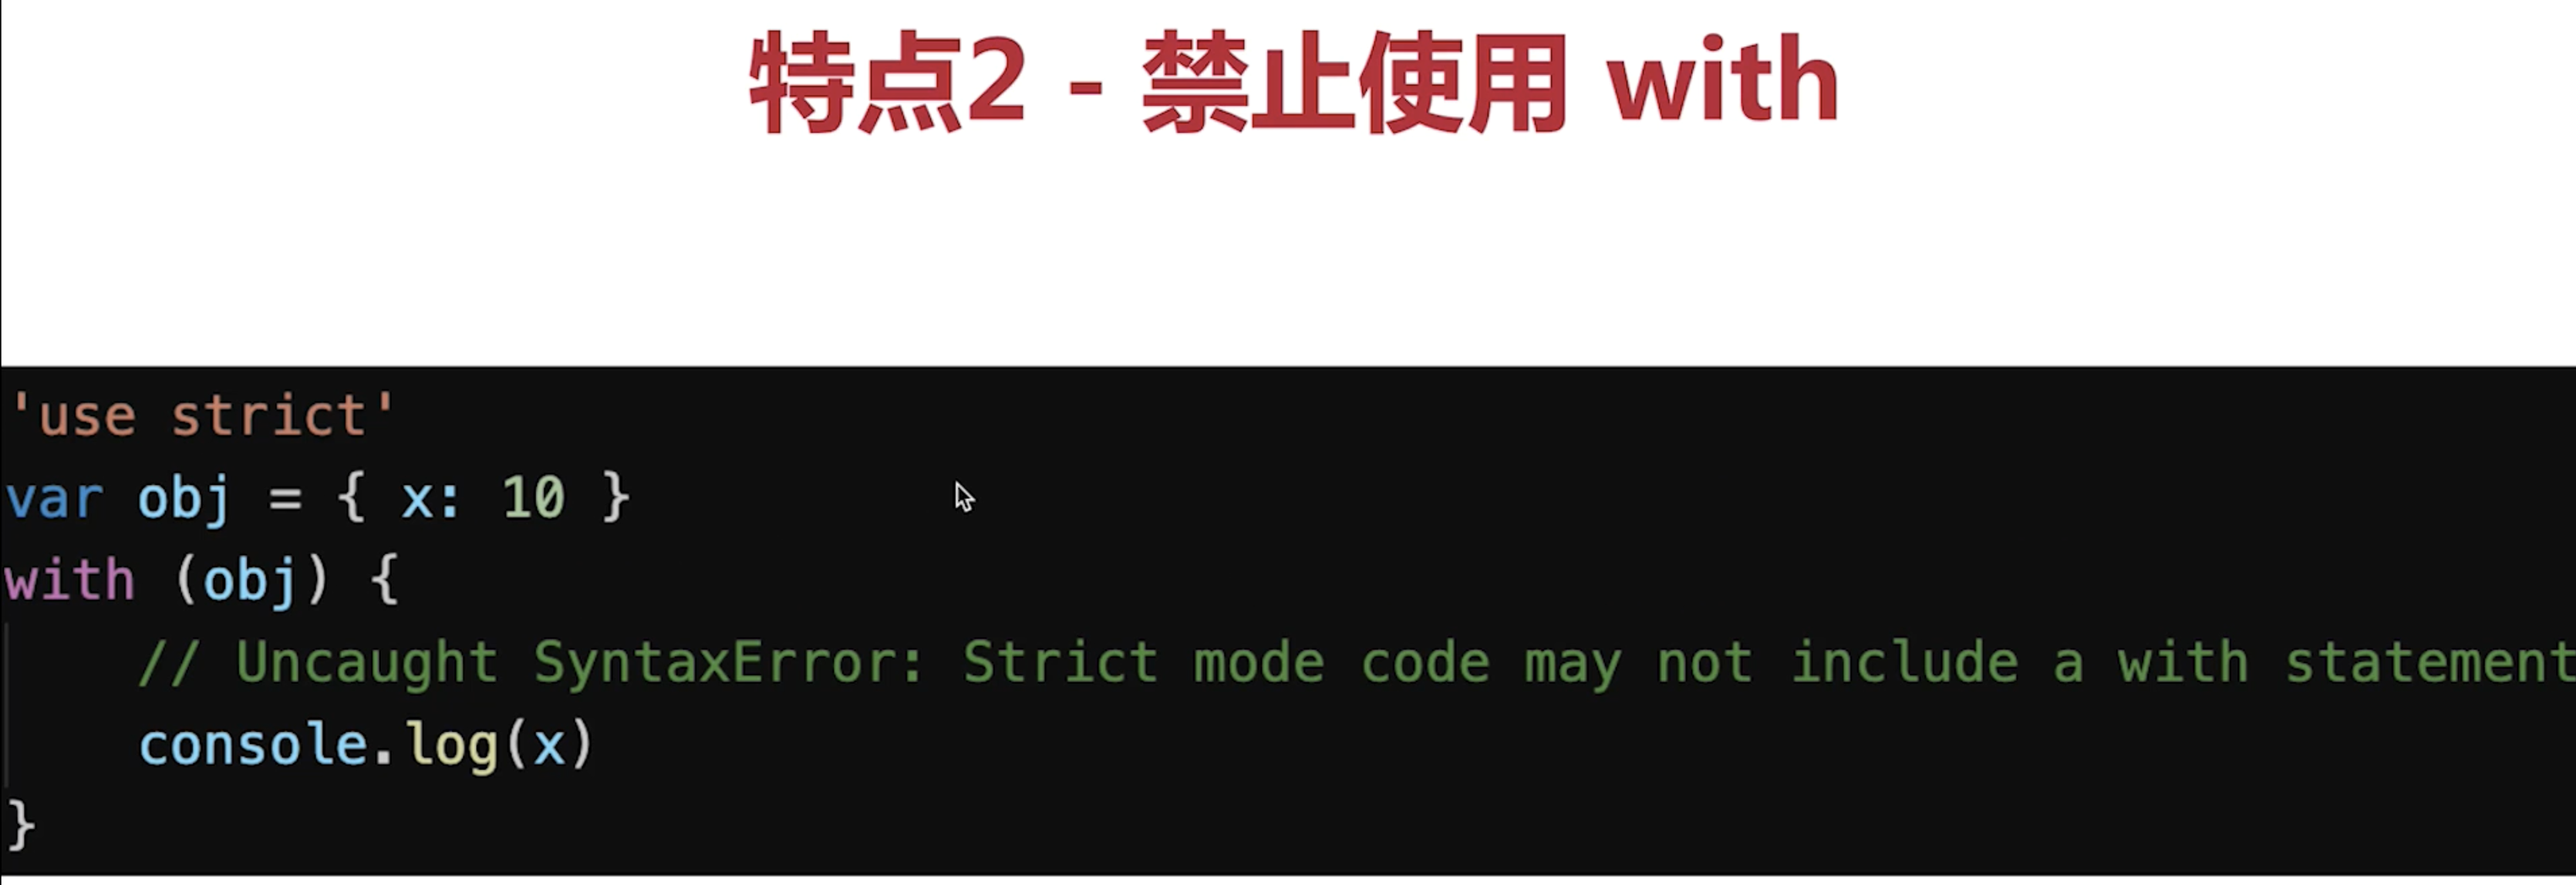 特点2 - 禁止使用 with
'use strict'
var obj = { x: 10 }
with (obj) {
    // Uncaught SyntaxError: Strict mode code may not include a with statement
    console.log(x)
}